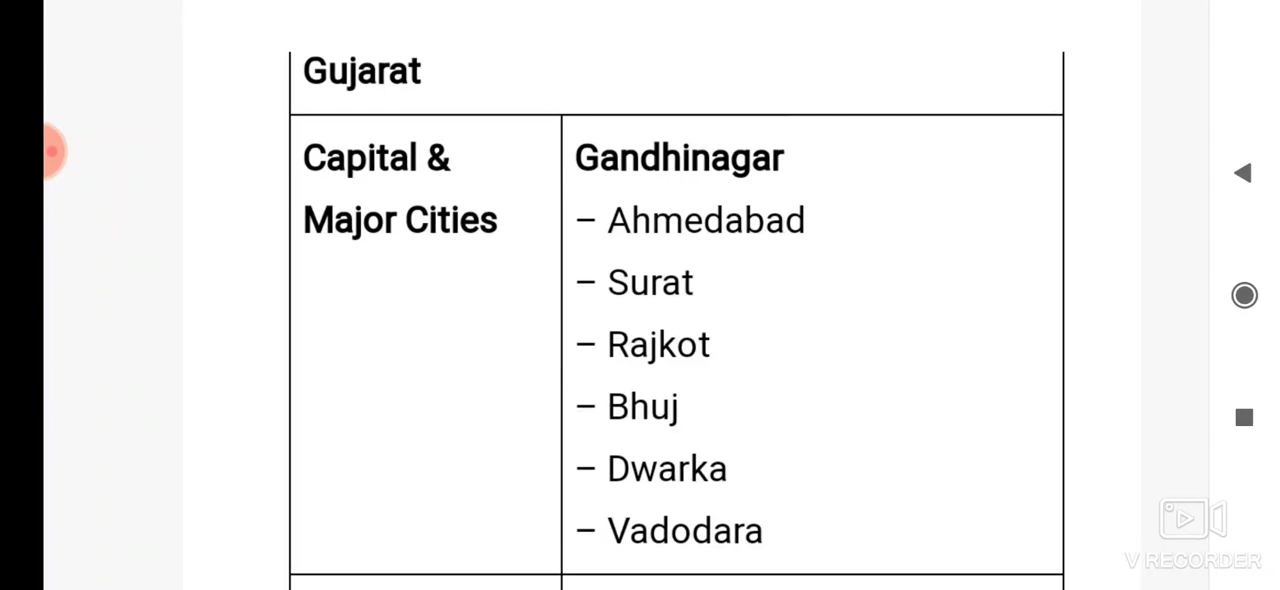 Gujarat
Capital &
Major Cities
Gandhinagar
– Ahmedabad
– Surat
– Rajkot
– Bhuj
– Dwarka
– Vadodara
V RECORDER